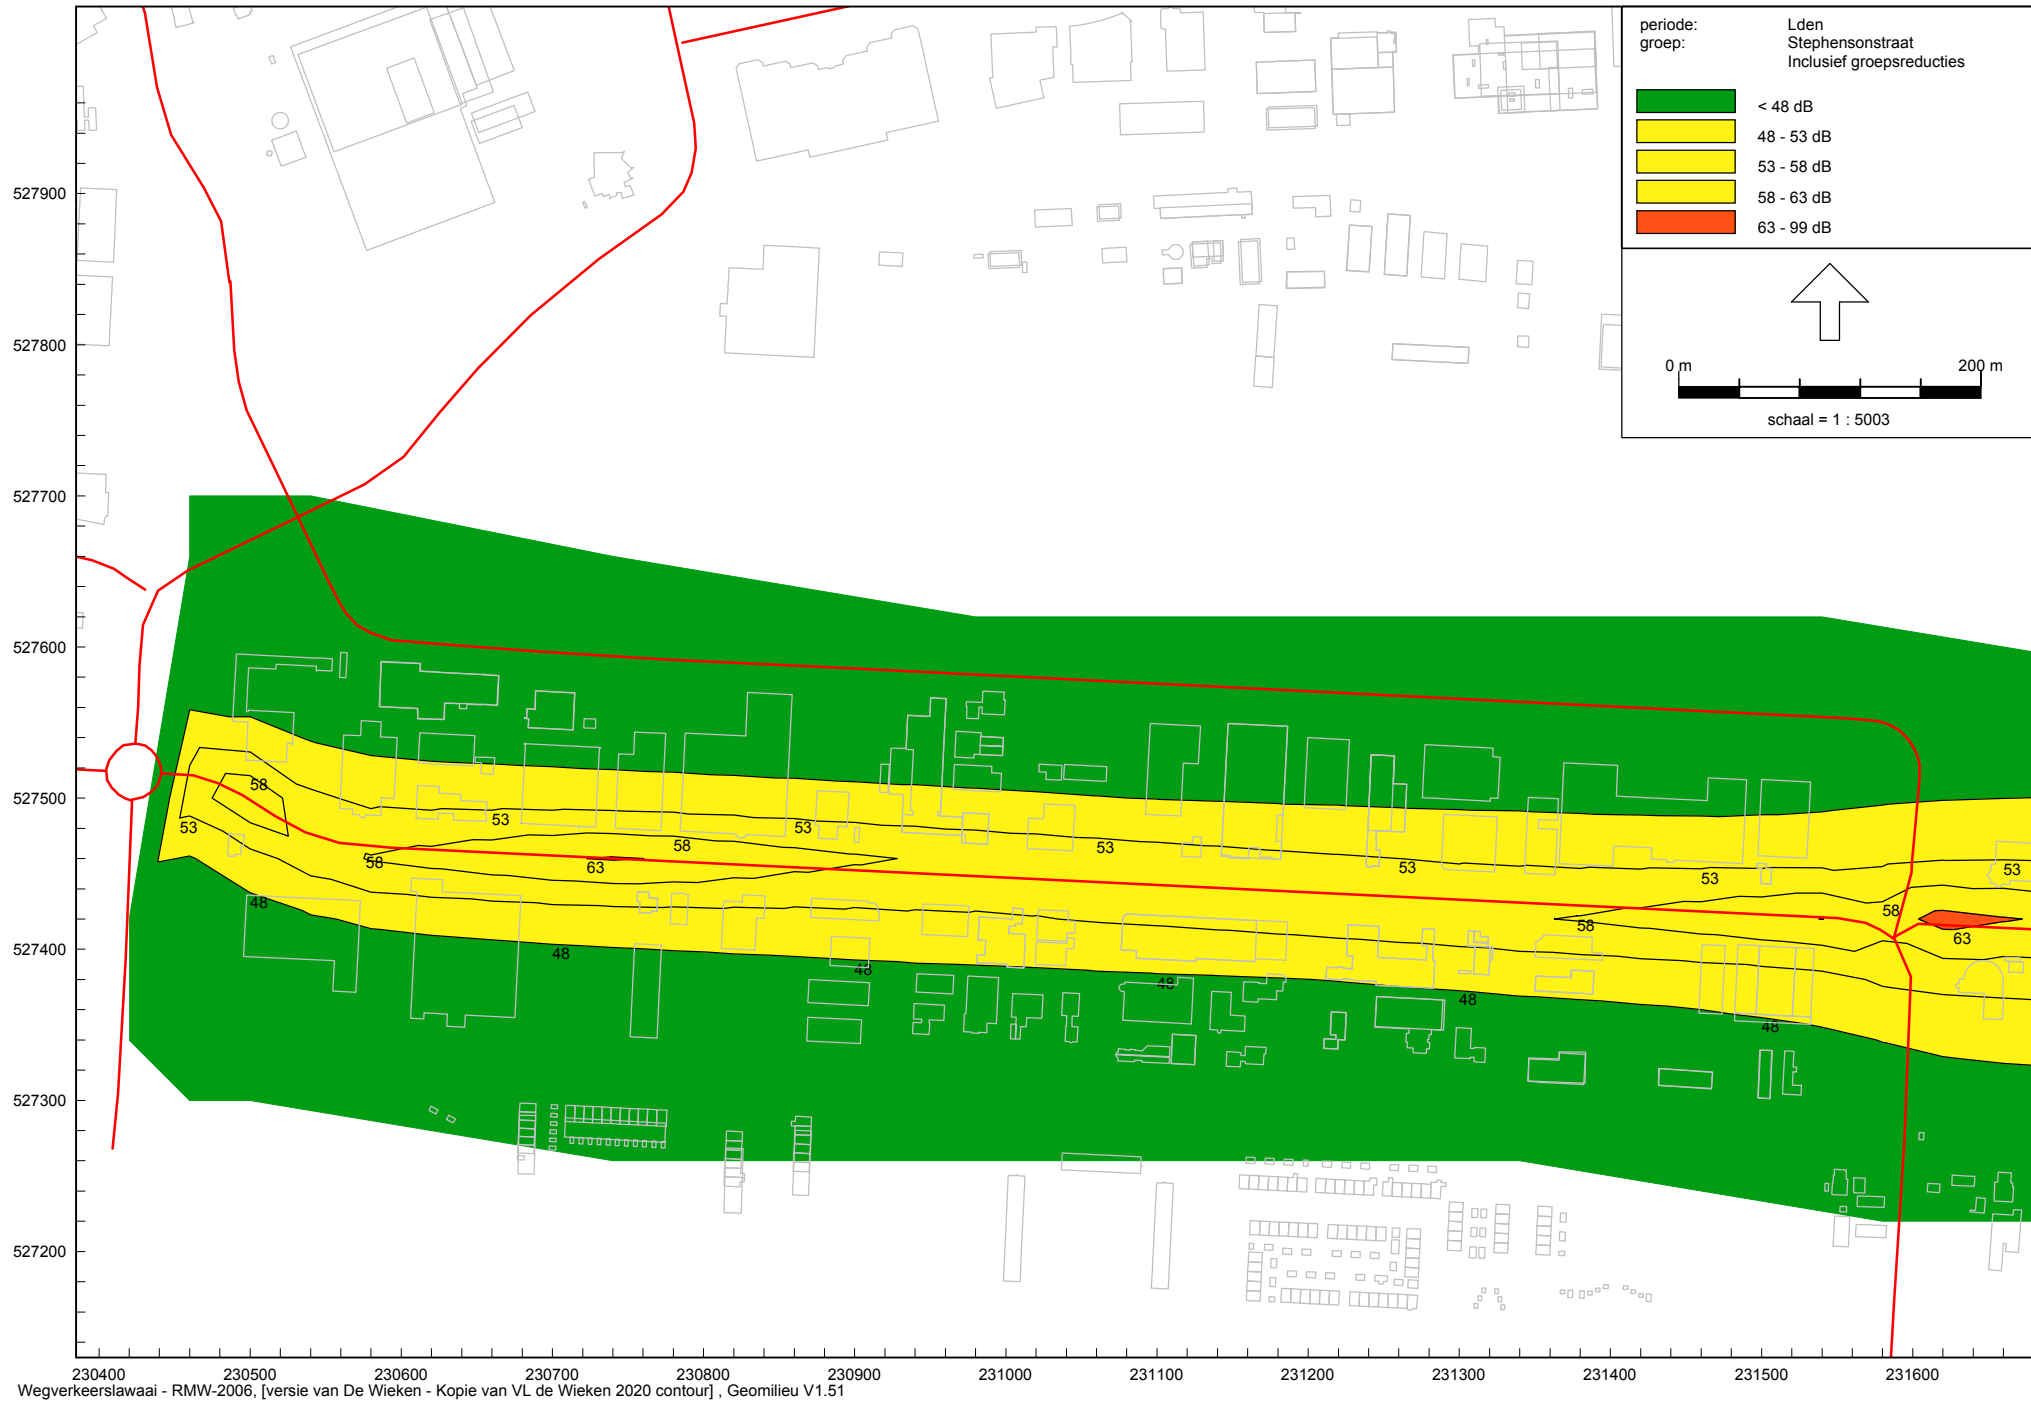 periode: Lden
groep: Stephensonstraat
Inclusief groepsreducties
< 48 dB
48 - 53 dB
53 - 58 dB
58 - 63 dB
63 - 99 dB
0 m 200 m
schaal = 1 : 5003
527900
527800
527700
527600
527500
527400
527300
527200
58
53
53
53
58
58
63
53
53
53
53
58
58
63
48
48
48
48
48
48
230400 230500 230600 230700 230800 230900 231000 231100 231200 231300 231400 231500 231600
Wegverkeerslawaai - RMW-2006, [versie van De Wieken - Kopie van VL de Wieken 2020 contour] , Geomilieu V1.51